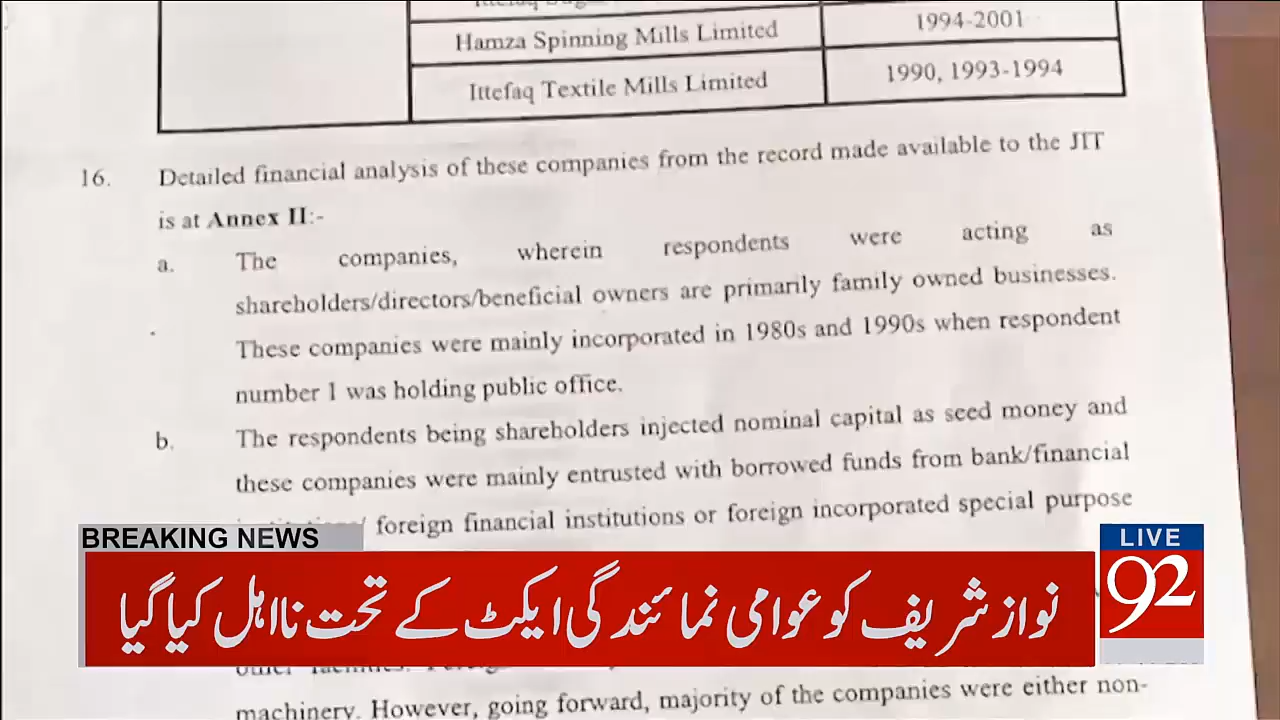 Hamza Spinning Mills Limited 1994-2001
Ittefaq Textile Mills Limited 1990, 1993-1994
16. Detailed financial analysis of these companies from the record made available to the JIT
is at Annex II:-
a. The companies, wherein respondents were acting as
shareholders/directors/beneficial owners are primarily family owned businesses.
These companies were mainly incorporated in 1980s and 1990s when respondent
number 1 was holding public office.
b. The respondents being shareholders injected nominal capital as seed money and
these companies were mainly entrusted with borrowed funds from bank/financial
foreign financial institutions or foreign incorporated special purpose
BREAKING NEWS
LIVE
92
نواز شریف کو عوامی نمائندگی ایکٹ کے تحت نااہل کیا گیا
machinery. However, going forward, majority of the companies were either non-